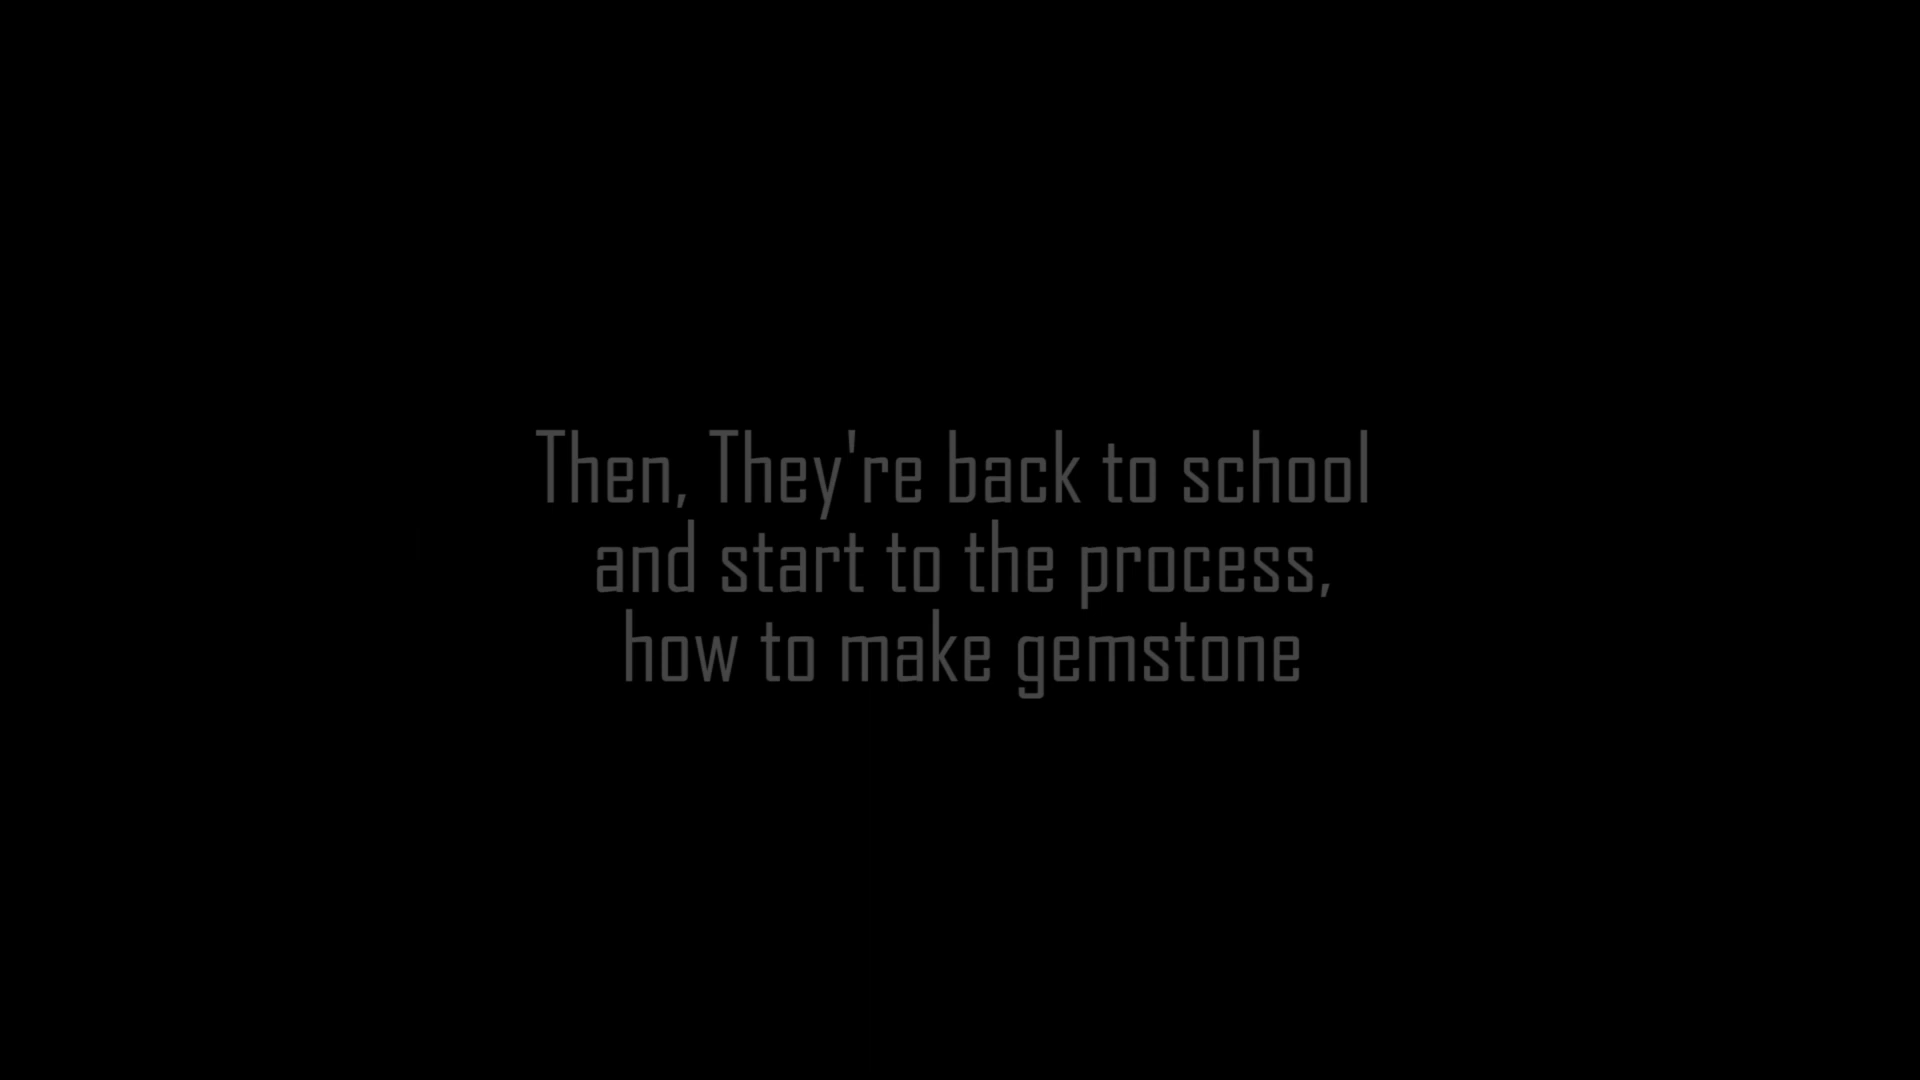 Then, They're back to school
and start to the process,
how to make gemstone